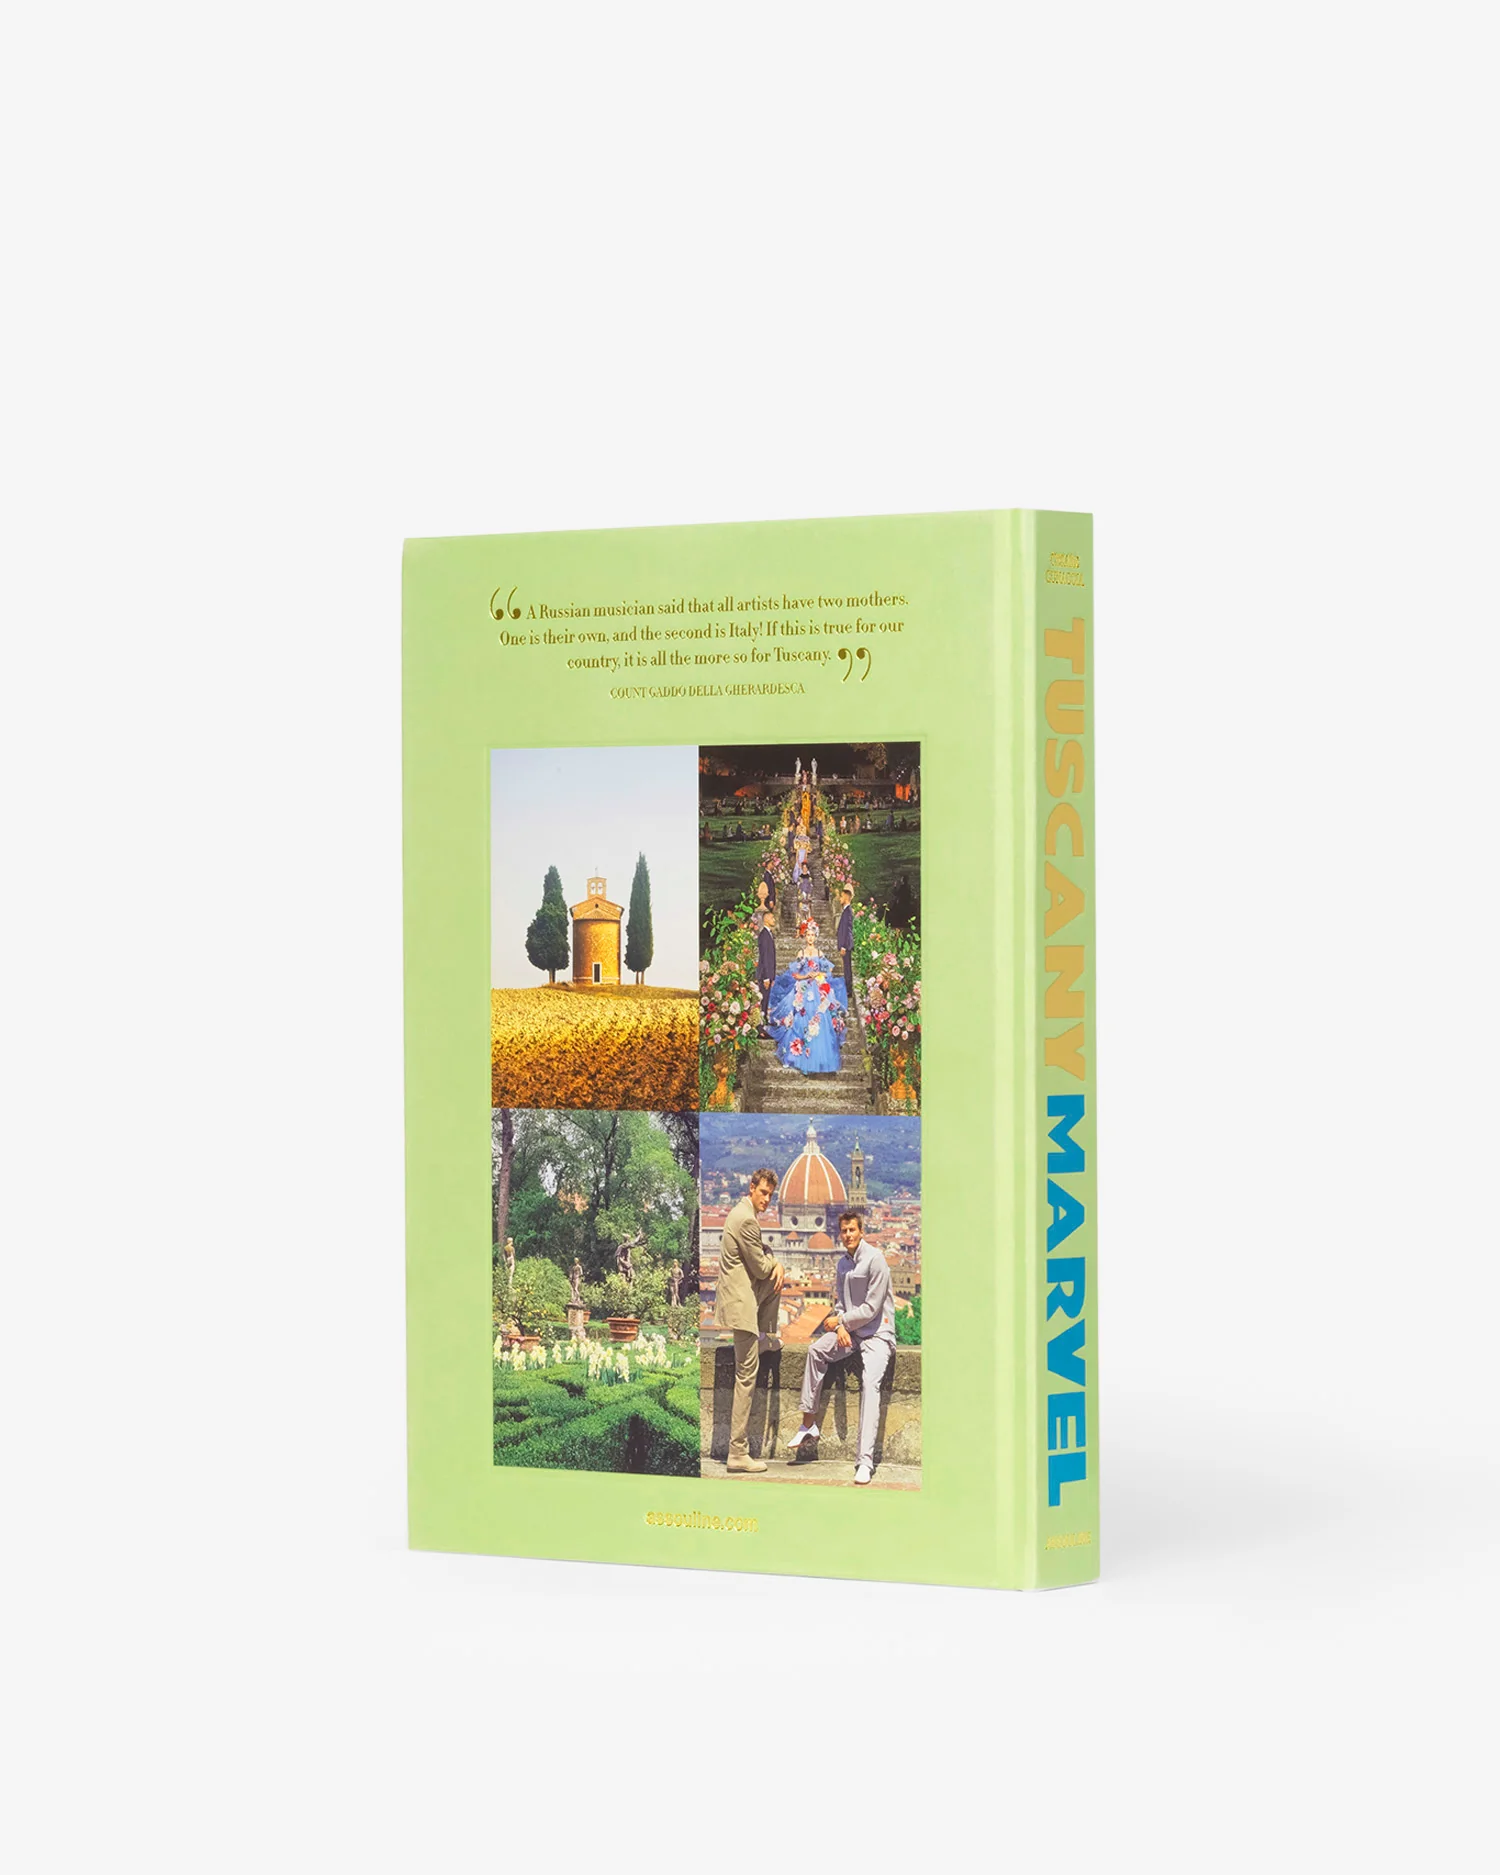 “ A Russian musician said that all artists have two mothers.
One is their own, and the second is Italy! If this is true for our
country, it is all the more so for Tuscany. ”
COUNT GADDO DELLA GHERARDESCA
assouline.com
TUSCANY MARVEL
ASSOULINE